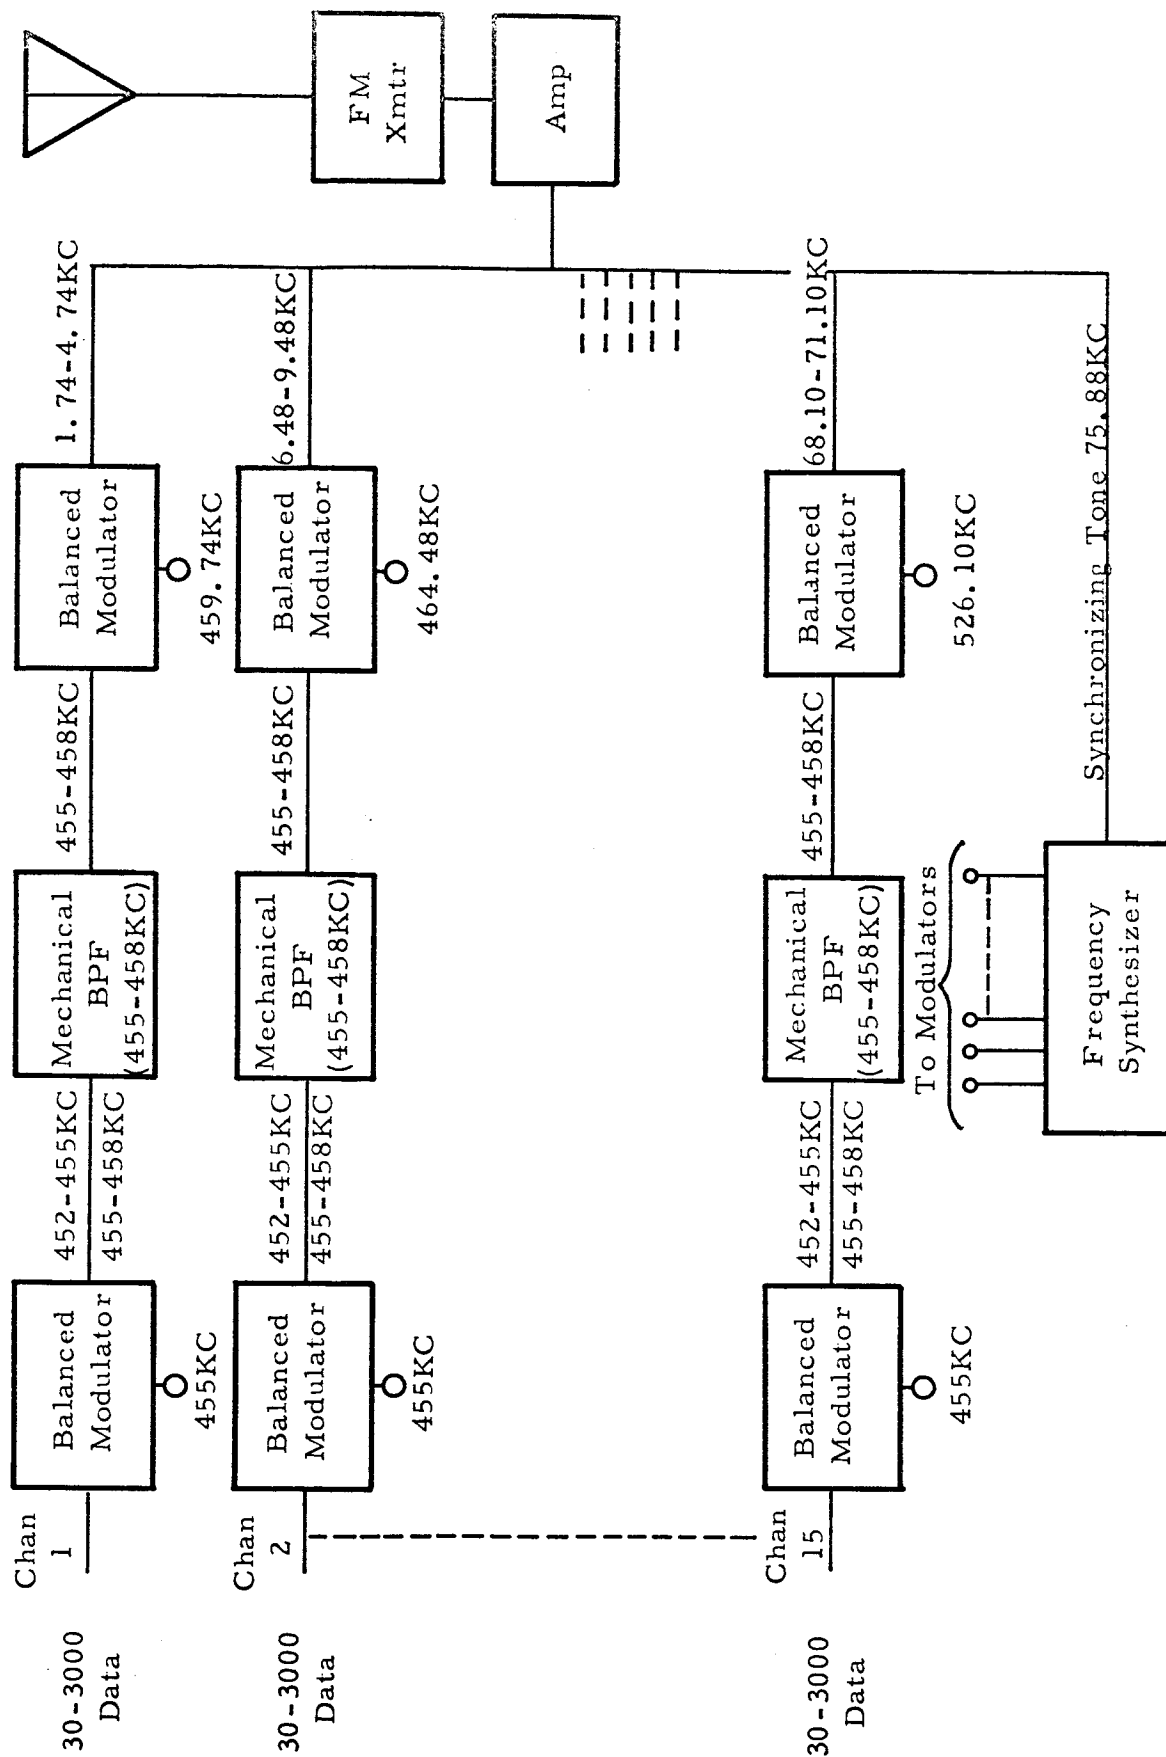 Chan
1
30-3000
Data
Balanced
Modulator
455KC
452-455KC
455-458KC
Mechanical
BPF
(455-458KC)
455-458KC
Balanced
Modulator
459.74KC
1.74-4.74KC
Chan
2
30-3000
Data
Balanced
Modulator
455KC
452-455KC
455-458KC
Mechanical
BPF
(455-458KC)
455-458KC
Balanced
Modulator
464.48KC
6.48-9.48KC
FM
Xmtr
Amp
Chan
15
30-3000
Data
Balanced
Modulator
455KC
452-455KC
455-458KC
Mechanical
BPF
(455-458KC)
455-458KC
Balanced
Modulator
526.10KC
68.10-71.10KC
To Modulators
Frequency
Synthesizer
Synchronizing Tone 75.88KC